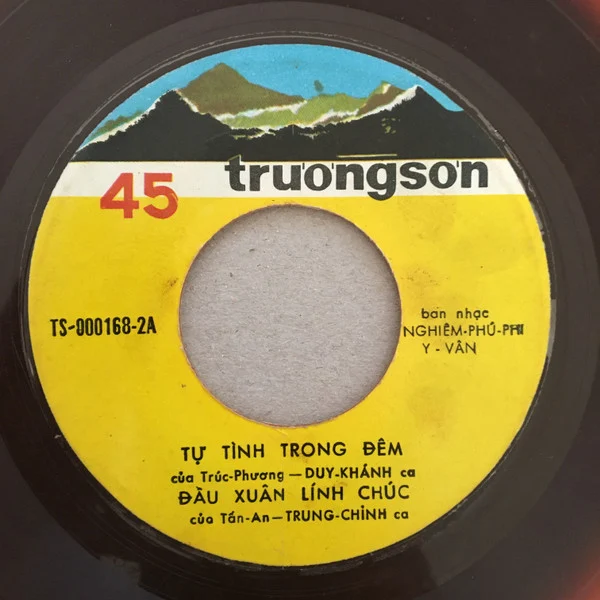 45 trươngsơn
TS-000168-2A
ban nhạc
NGHIÊM-PHÚ-PHI
Y - VÂN
TỰ TÌNH TRONG ĐÊM
của Trúc-Phương — DUY-KHÁNH ca
ĐẦU XUÂN LÍNH CHÚC
của Tấn-An — TRUNG-CHỈNH ca